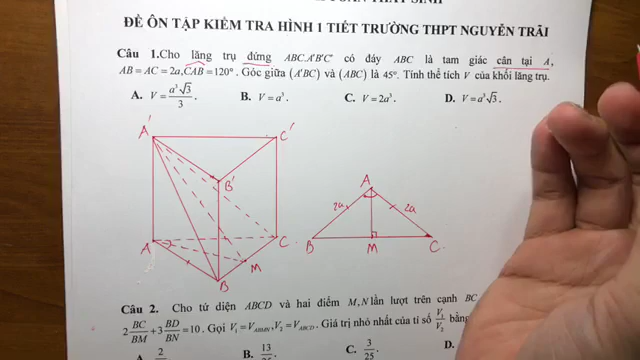 ĐỀ ÔN TẬP KIỂM TRA HÌNH 1 TIẾT TRƯỜNG THPT NGUYỄN TRÃI
Câu 1.Cho lăng trụ đứng ABC.A'B'C' có đáy ABC là tam giác cân tại A,
AB = AC = 2a, CAB = 120°. Góc giữa (A'BC) và (ABC) là 45°. Tính thể tích V của khối lăng trụ.
A. V = a³√3/3. B. V = a³. C. V = 2a³. D. V = a³√3.
A' C'
B'
A C
M
B
A
2a 2a
B M C
Câu 2. Cho tứ diện ABCD và hai điểm M,N lần lượt trên cạnh BC
2 BC/BM + 3 BD/BN = 10. Gọi V₁ = V_ABMN, V₂ = V_ABCD. Giá trị nhỏ nhất của tỉ số V₁/V₂ bằng
A. 2 B. 13 C. 3/25. D.